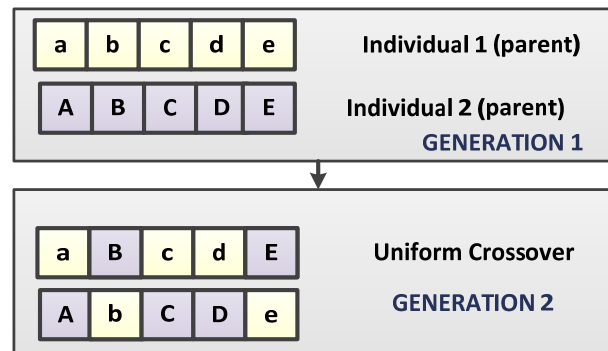 a b c d e Individual 1 (parent)
A B C D E Individual 2 (parent)
GENERATION 1
a B c d E Uniform Crossover
A b C D e GENERATION 2